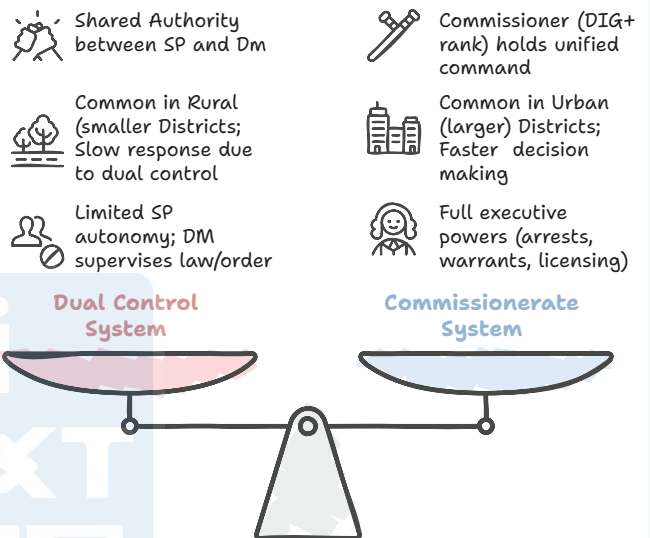 Shared Authority
between SP and Dm
Common in Rural
(smaller Districts;
Slow response due
to dual control
Limited SP
autonomy; DM
supervises law/order
Dual Control
System
Commissioner (DIG+
rank) holds unified
command
Common in Urban
(larger) Districts;
Faster decision
making
Full executive
powers (arrests,
warrants, licensing)
Commissionerate
System